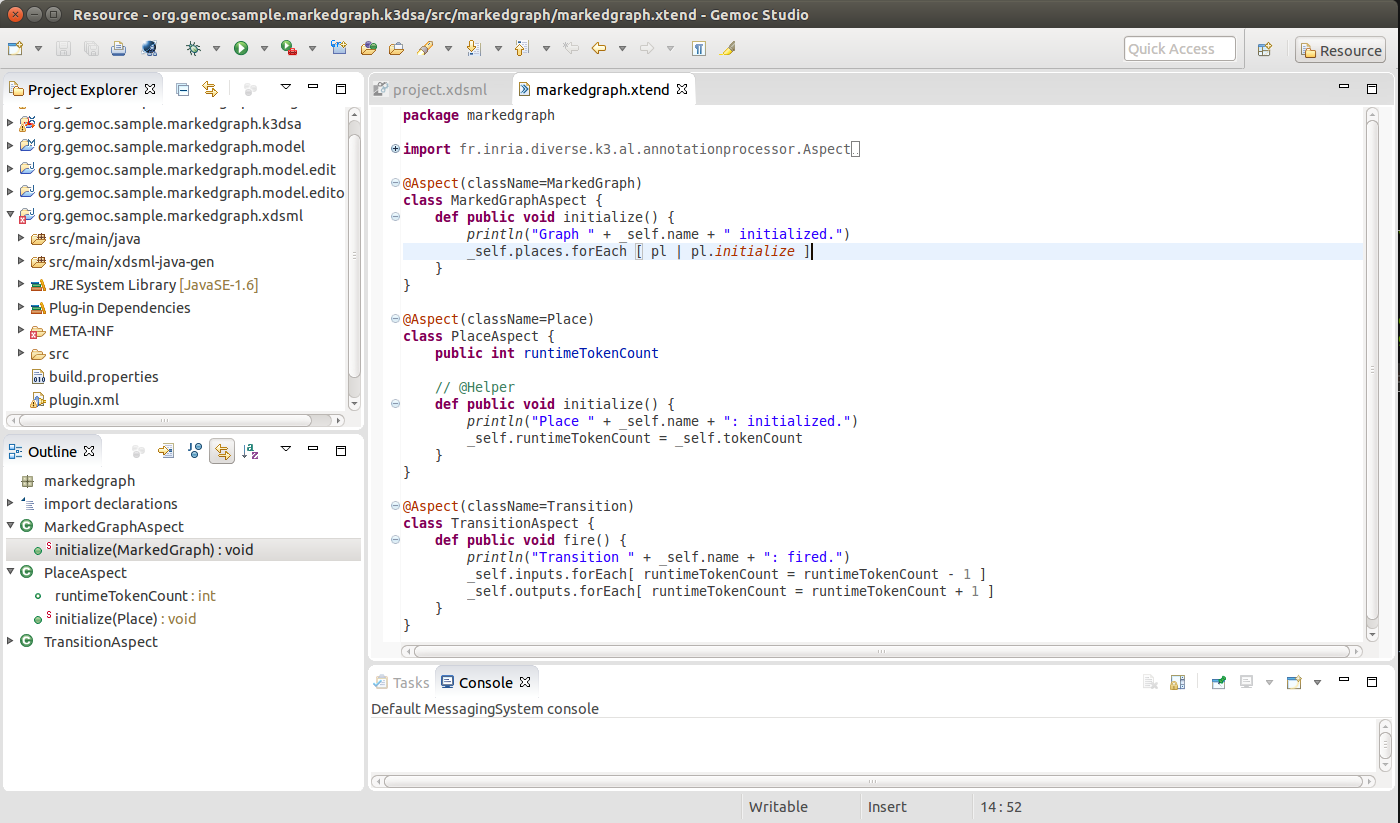 Resource - org.gemoc.sample.markedgraph.k3dsa/src/markedgraph/markedgraph.xtend - Gemoc Studio
Quick Access
Resource
Project Explorer
org.gemoc.sample.markedgraph.k3dsa
org.gemoc.sample.markedgraph.model
org.gemoc.sample.markedgraph.model.edit
org.gemoc.sample.markedgraph.model.edito
org.gemoc.sample.markedgraph.xdsml
src/main/java
src/main/xdsml-java-gen
JRE System Library [JavaSE-1.6]
Plug-in Dependencies
META-INF
src
build.properties
plugin.xml
Outline
markedgraph
import declarations
MarkedGraphAspect
initialize(MarkedGraph) : void
PlaceAspect
runtimeTokenCount : int
initialize(Place) : void
TransitionAspect
project.xdsml
markedgraph.xtend
package markedgraph
import fr.inria.diverse.k3.al.annotationprocessor.Aspect
@Aspect(className=MarkedGraph)
class MarkedGraphAspect {
def public void initialize() {
println("Graph " + _self.name + " initialized.")
_self.places.forEach [ pl | pl.initialize ]
}
}
@Aspect(className=Place)
class PlaceAspect {
public int runtimeTokenCount
// @Helper
def public void initialize() {
println("Place " + _self.name + ": initialized.")
_self.runtimeTokenCount = _self.tokenCount
}
}
@Aspect(className=Transition)
class TransitionAspect {
def public void fire() {
println("Transition " + _self.name + ": fired.")
_self.inputs.forEach[ runtimeTokenCount = runtimeTokenCount - 1 ]
_self.outputs.forEach[ runtimeTokenCount = runtimeTokenCount + 1 ]
}
}
Tasks
Console
Default MessagingSystem console
Writable
Insert
14 : 52